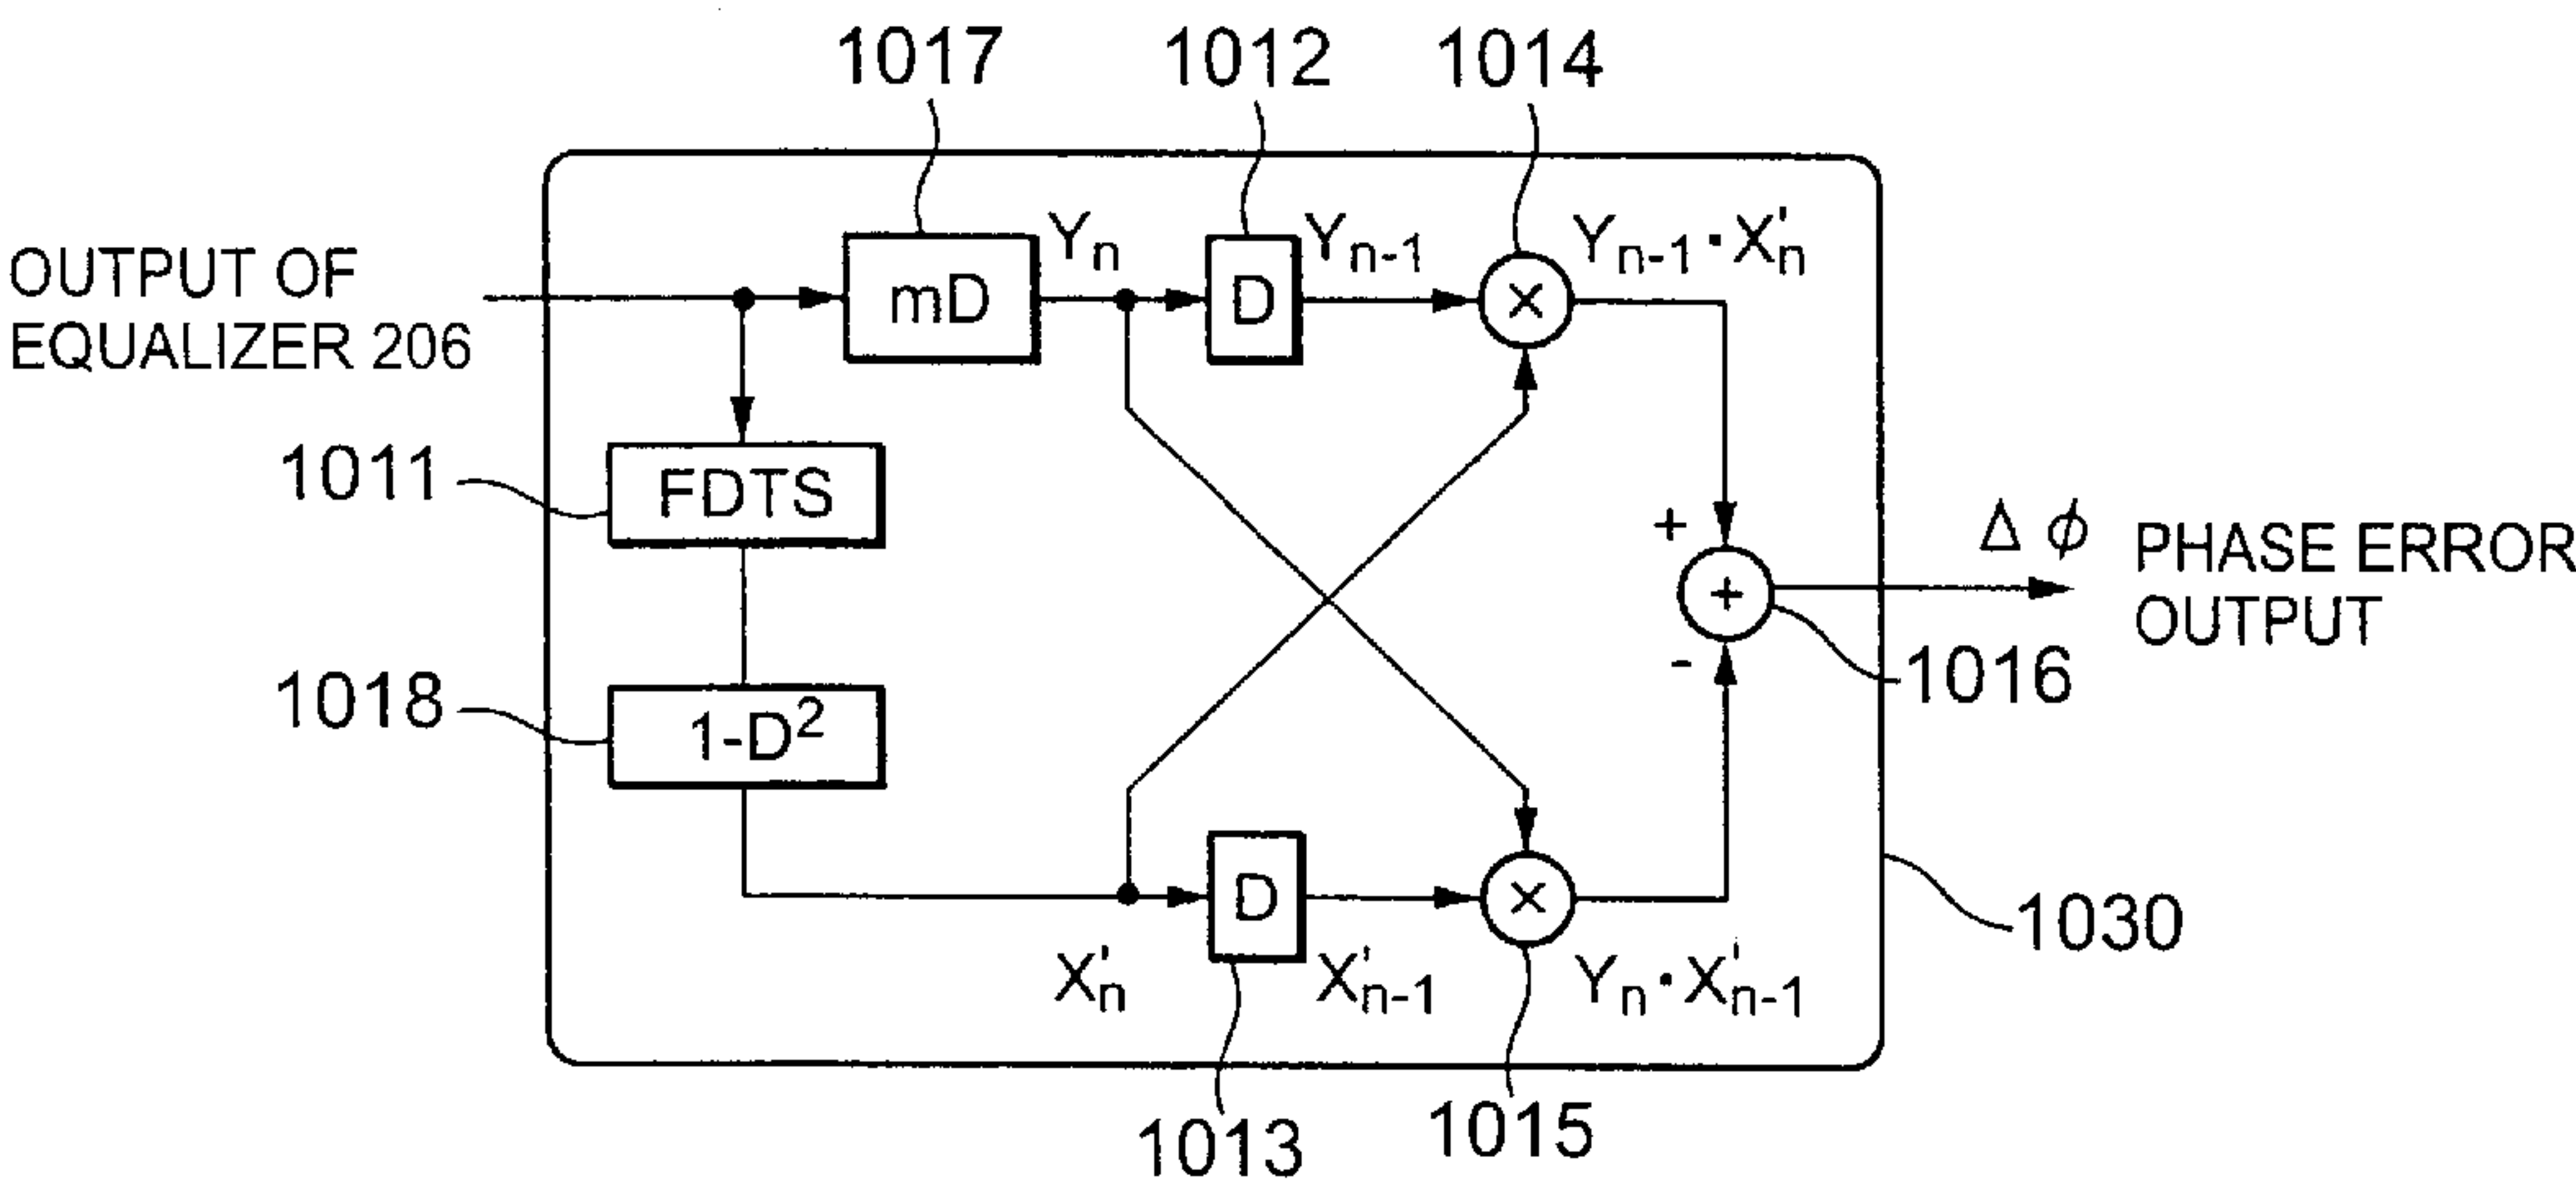 1017
1012
1014
OUTPUT OF
EQUALIZER 206
mD
Yn
D
Yn-1
×
Yn-1·X'n
1011
FDTS
+
+
-
Δφ
PHASE ERROR
OUTPUT
1016
1018
1-D²
X'n
D
X'n-1
×
Yn·X'n-1
1030
1013
1015